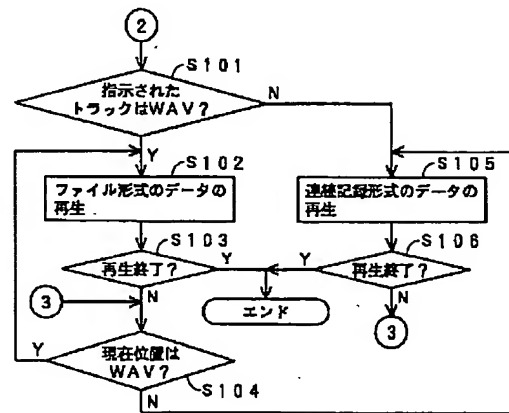 2
S101
指示された
トラックはWAV?
N
Y
S102
S105
ファイル形式のデータの
再生
連続記録形式のデータの
再生
S103
S106
再生終了?
Y
Y
再生終了?
N
エンド
N
3
3
Y
現在位置は
WAV?
S104
N